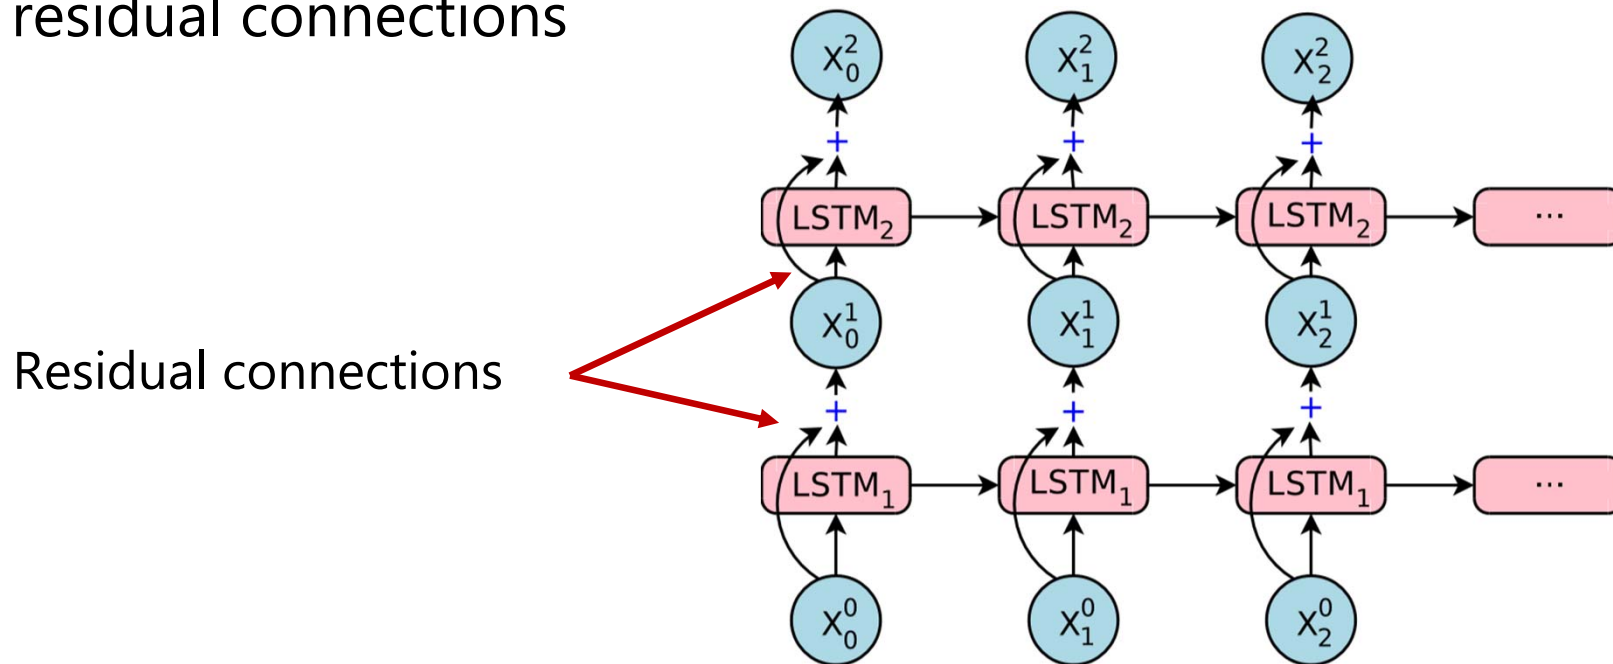 residual connections
X₀² X₁² X₂²
+ + +
LSTM₂ LSTM₂ LSTM₂ ...
X₀¹ X₁¹ X₂¹
Residual connections
+ + +
LSTM₁ LSTM₁ LSTM₁ ...
X₀⁰ X₁⁰ X₂⁰